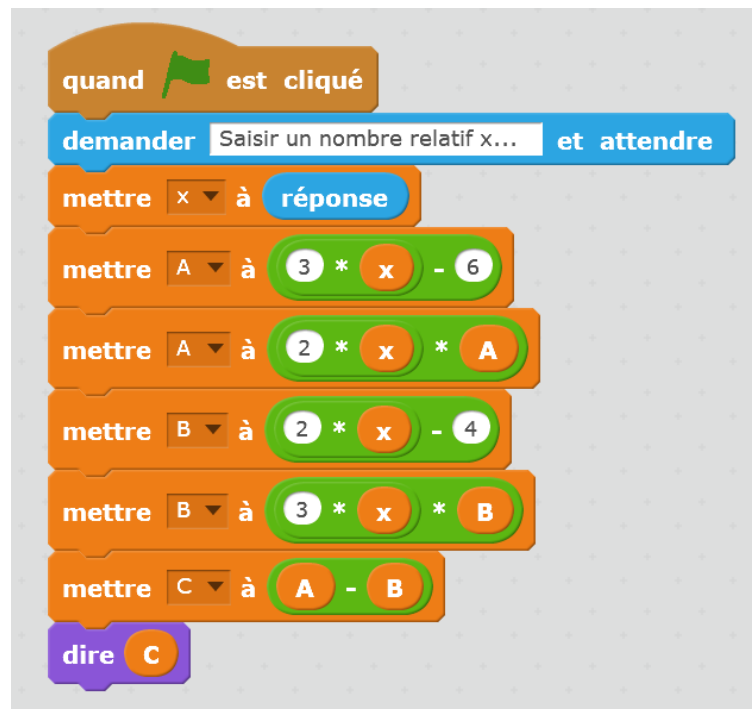 quand est cliqué
demander Saisir un nombre relatif x... et attendre
mettre x à réponse
mettre A à 3 * x - 6
mettre A à 2 * x * A
mettre B à 2 * x - 4
mettre B à 3 * x * B
mettre C à A - B
dire C